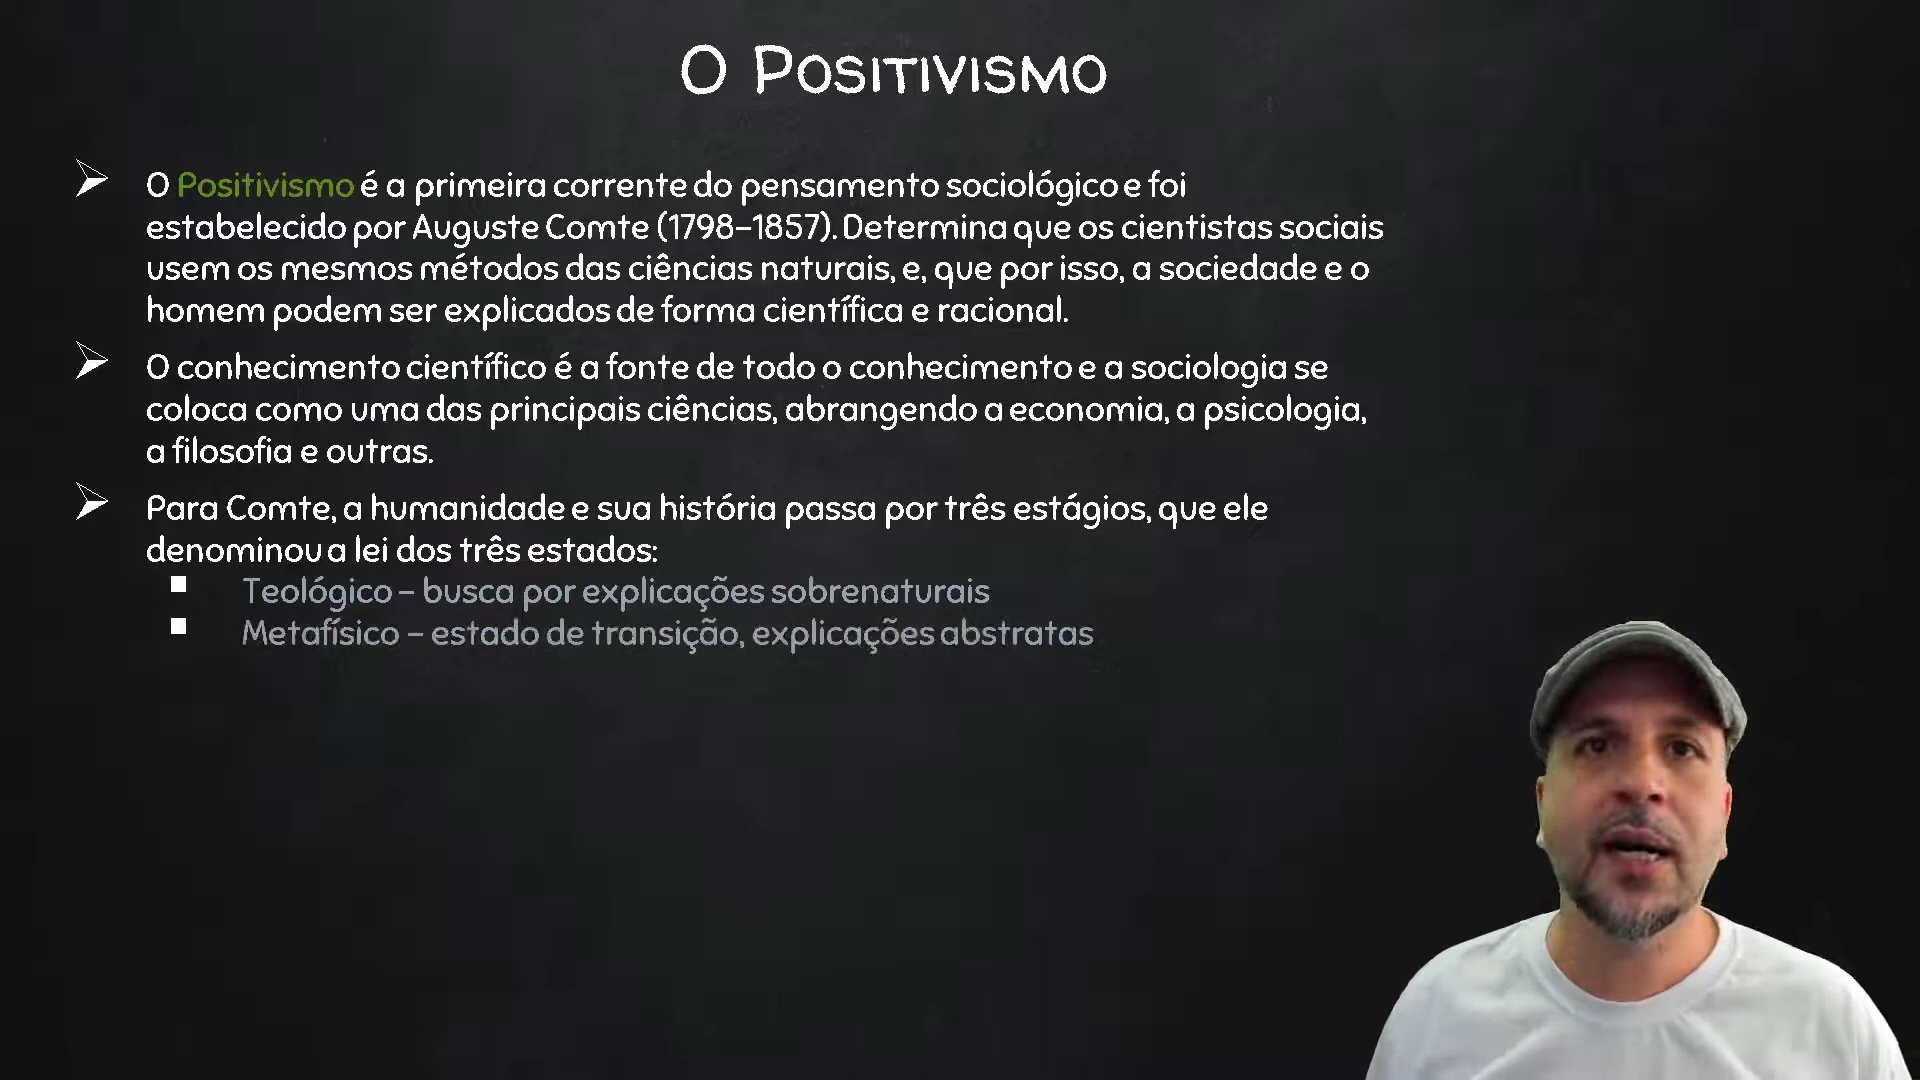 O Positivismo
O Positivismo é a primeira corrente do pensamento sociológico e foi
estabelecido por Auguste Comte (1798-1857). Determina que os cientistas sociais
usem os mesmos métodos das ciências naturais, e, que por isso, a sociedade e o
homem podem ser explicados de forma científica e racional.
O conhecimento científico é a fonte de todo o conhecimento e a sociologia se
coloca como uma das principais ciências, abrangendo a economia, a psicologia,
a filosofia e outras.
Para Comte, a humanidade e sua história passa por três estágios, que ele
denominou a lei dos três estados:
Teológico – busca por explicações sobrenaturais
Metafísico – estado de transição, explicações abstratas